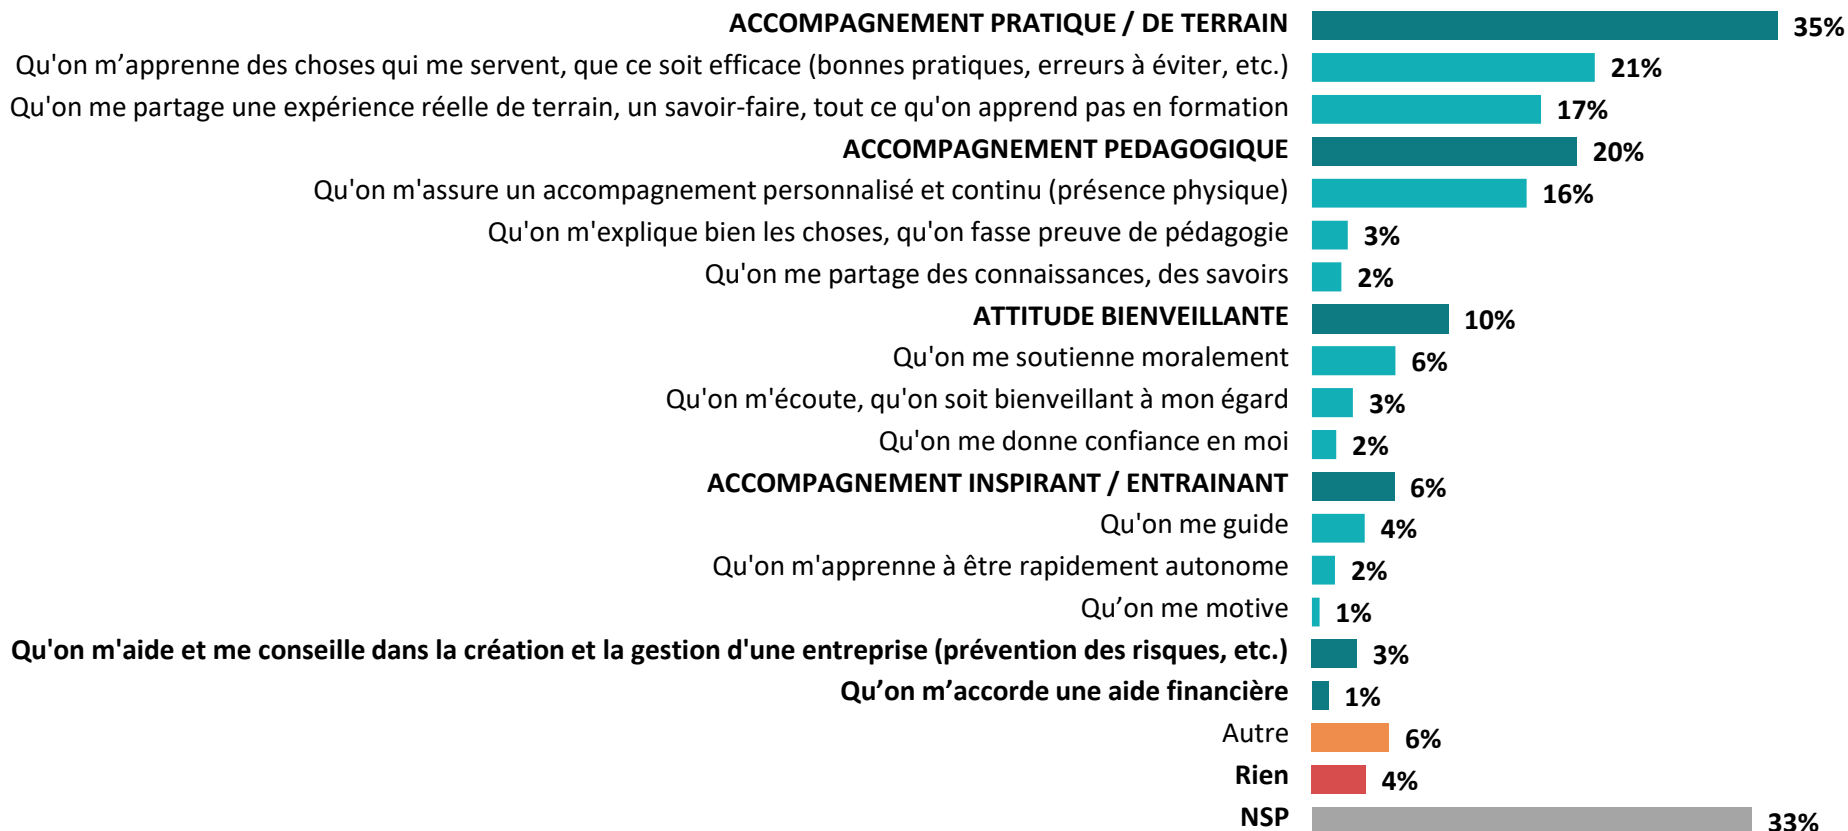 ACCOMPAGNEMENT PRATIQUE / DE TERRAIN 35%
Qu'on m’apprenne des choses qui me servent, que ce soit efficace (bonnes pratiques, erreurs à éviter, etc.) 21%
Qu'on me partage une expérience réelle de terrain, un savoir-faire, tout ce qu'on apprend pas en formation 17%
ACCOMPAGNEMENT PEDAGOGIQUE 20%
Qu'on m'assure un accompagnement personnalisé et continu (présence physique) 16%
Qu'on m'explique bien les choses, qu'on fasse preuve de pédagogie 3%
Qu'on me partage des connaissances, des savoirs 2%
ATTITUDE BIENVEILLANTE 10%
Qu'on me soutienne moralement 6%
Qu'on m'écoute, qu'on soit bienveillant à mon égard 3%
Qu'on me donne confiance en moi 2%
ACCOMPAGNEMENT INSPIRANT / ENTRAINANT 6%
Qu'on me guide 4%
Qu'on m'apprenne à être rapidement autonome 2%
Qu’on me motive 1%
Qu'on m'aide et me conseille dans la création et la gestion d'une entreprise (prévention des risques, etc.) 3%
Qu’on m’accorde une aide financière 1%
Autre 6%
Rien 4%
NSP 33%